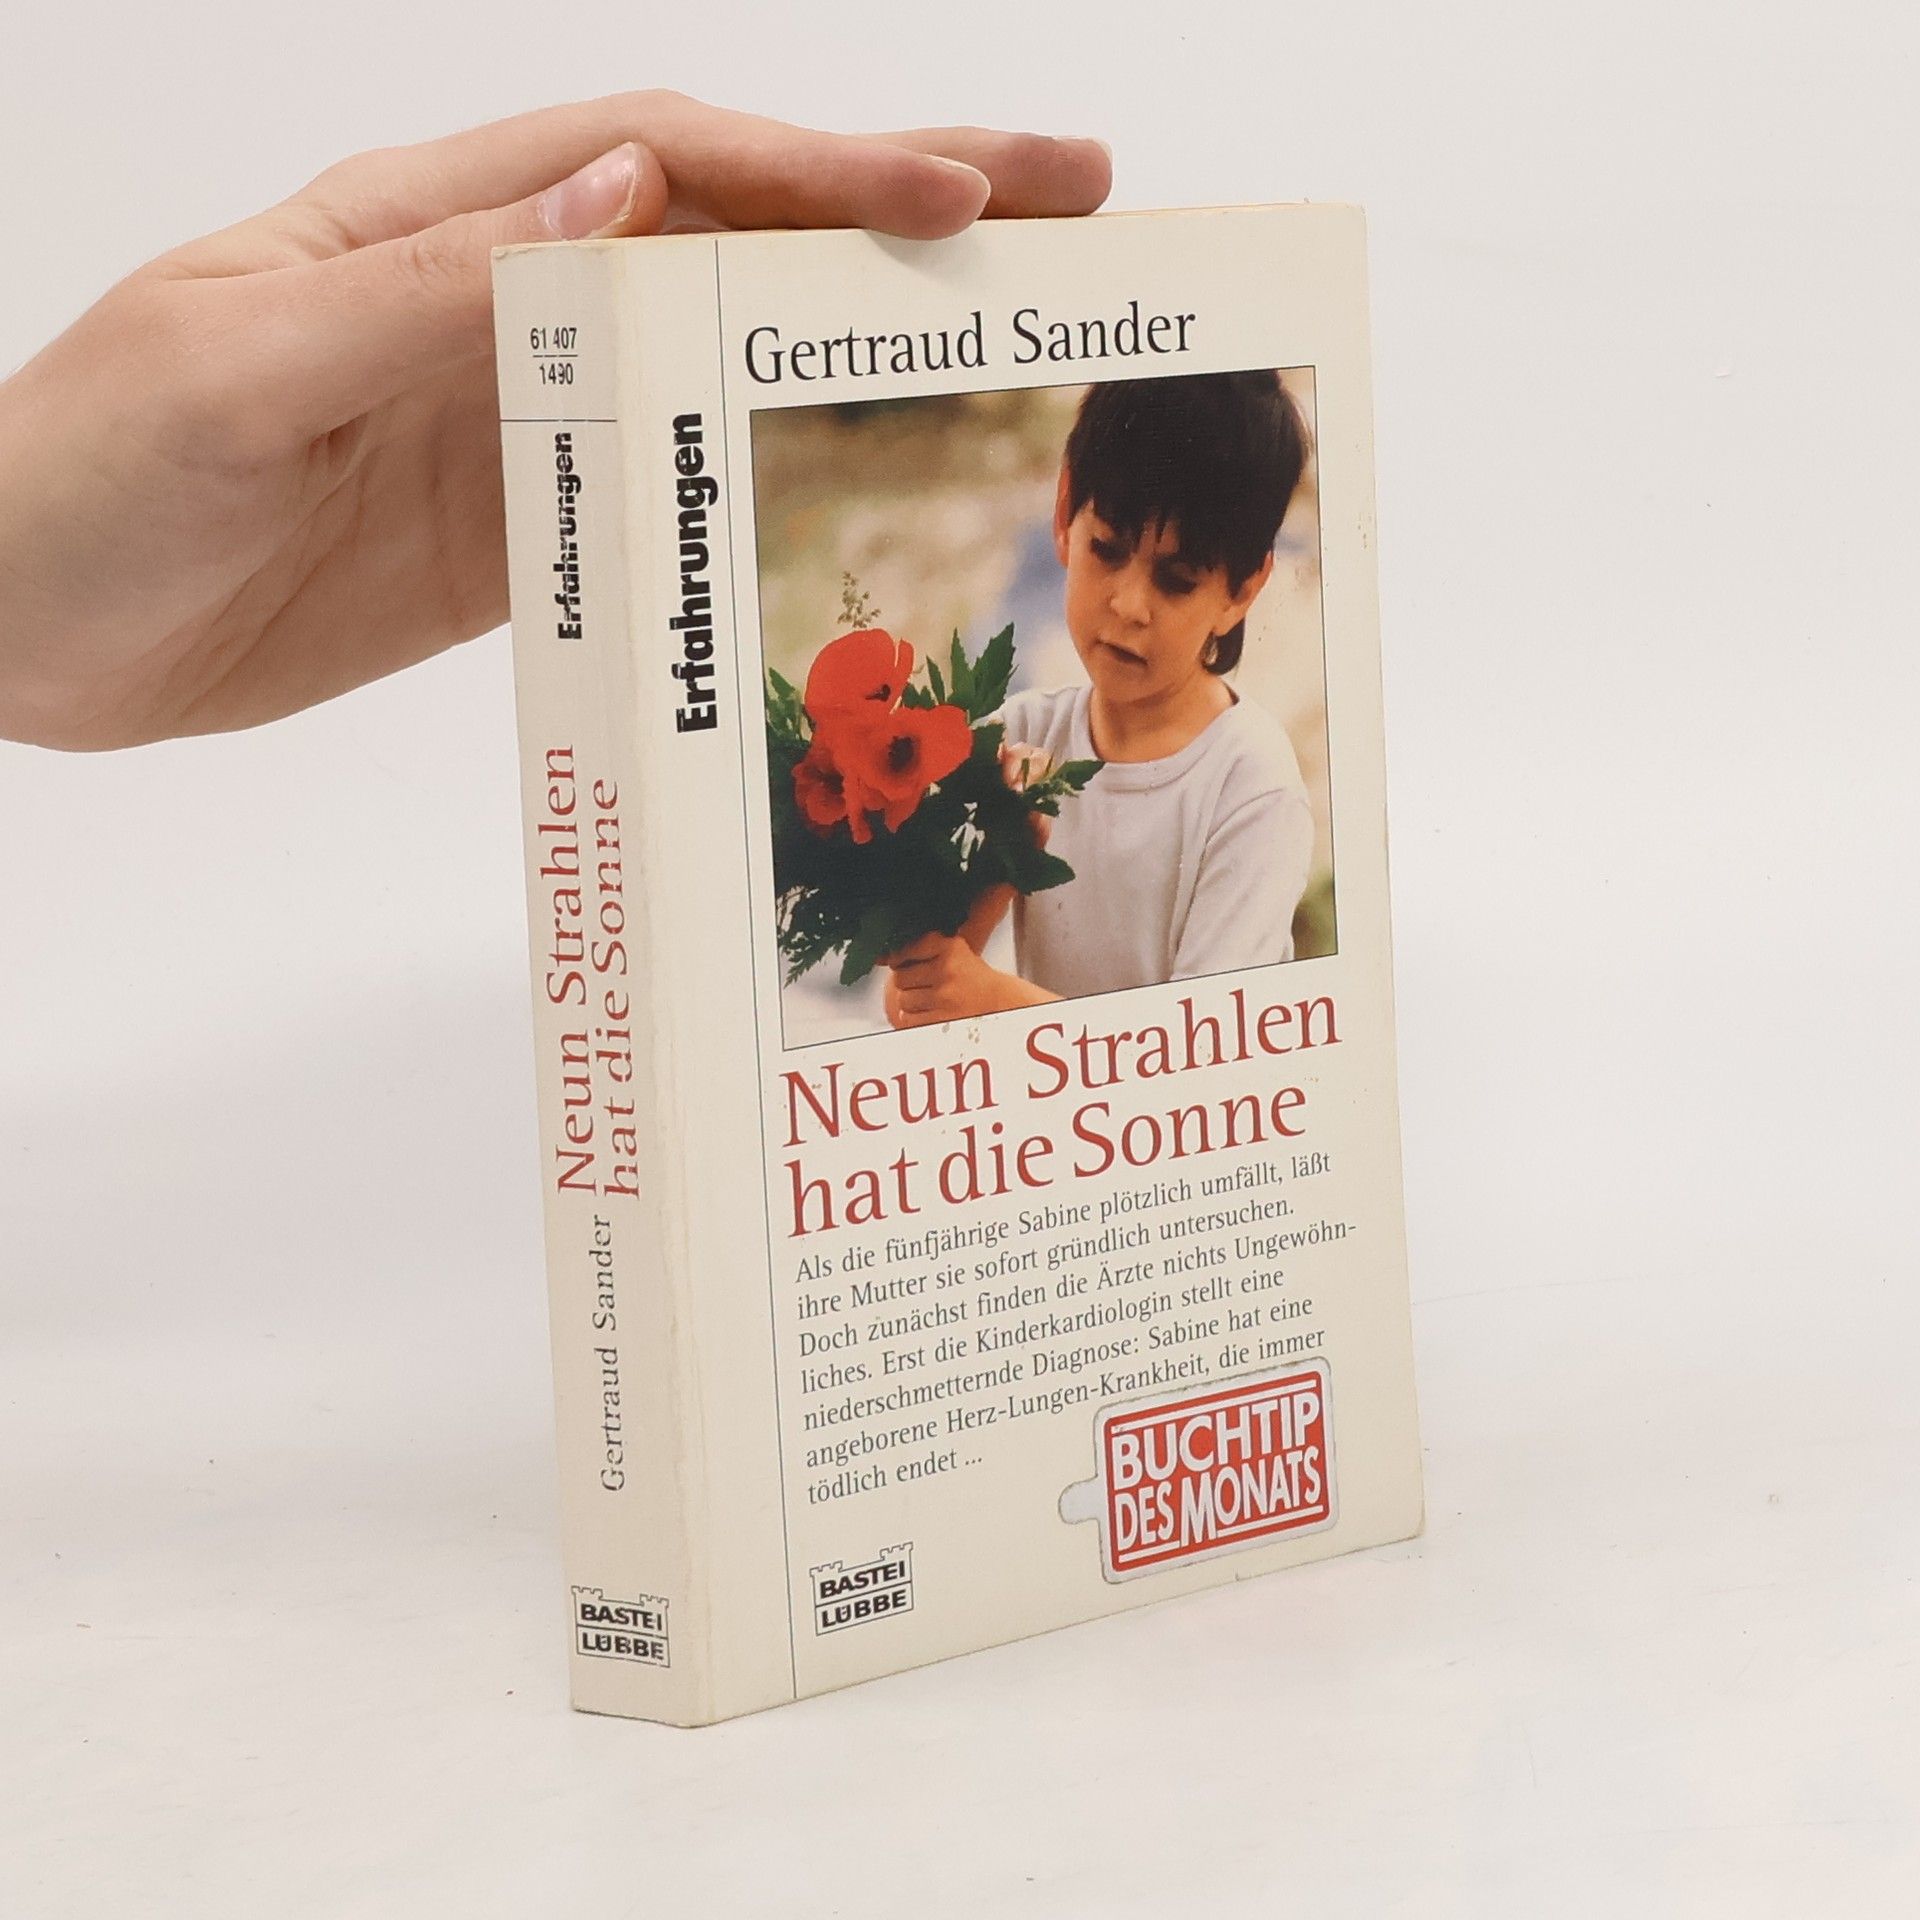 61 407
1490
Erfahrungen
Neun Strahlen
hat die Sonne
Gertraud Sander
BASTEI
LÜBBE
Gertraud Sander
Erfahrungen
Neun Strahlen
hat die Sonne
Als die fünfjährige Sabine plötzlich umfällt, läßt
ihre Mutter sie sofort gründlich untersuchen.
Doch zunächst finden die Ärzte nichts Ungewöhn-
liches. Erst die Kinderkardiologin stellt eine
niederschmetternde Diagnose: Sabine hat eine
angeborene Herz-Lungen-Krankheit, die immer
tödlich endet ...
BUCHTIP
DES MONATS
BASTEI
LÜBBE